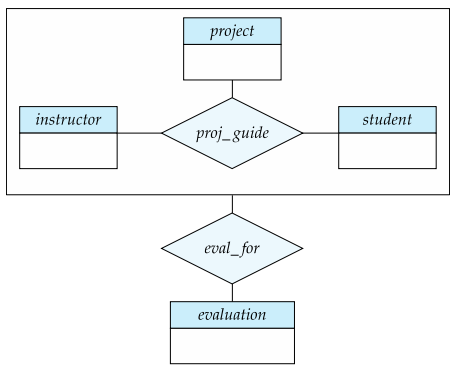 project
instructor
proj_guide
student
eval_for
evaluation